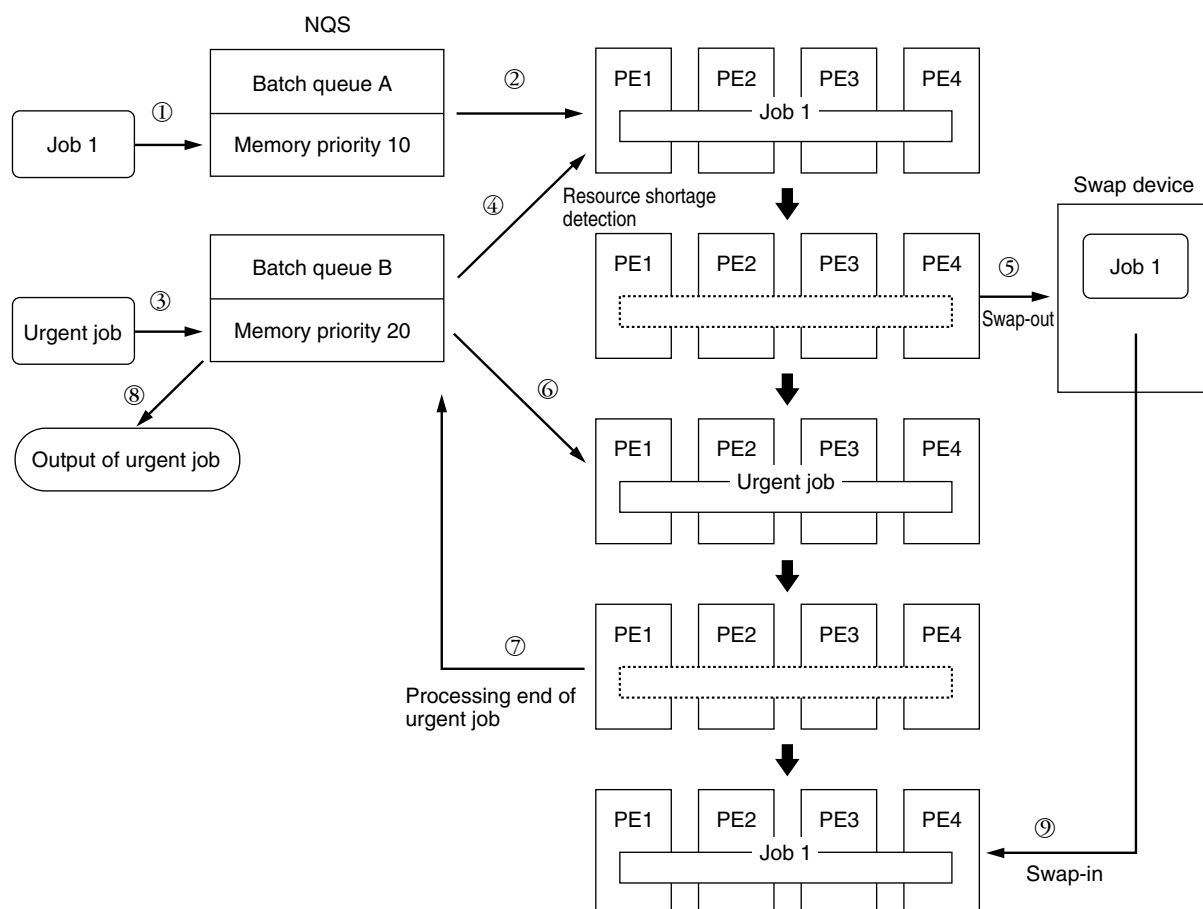 NQS
Batch queue A
Memory priority 10
Job 1
①
②
PE1 PE2 PE3 PE4
Job 1
Resource shortage
detection
④
Batch queue B
Memory priority 20
Urgent job
③
⑧
Output of urgent job
PE1 PE2 PE3 PE4
⑤
Swap-out
Swap device
Job 1
⑥
PE1 PE2 PE3 PE4
Urgent job
PE1 PE2 PE3 PE4
⑦
Processing end of
urgent job
PE1 PE2 PE3 PE4
Job 1
⑨
Swap-in